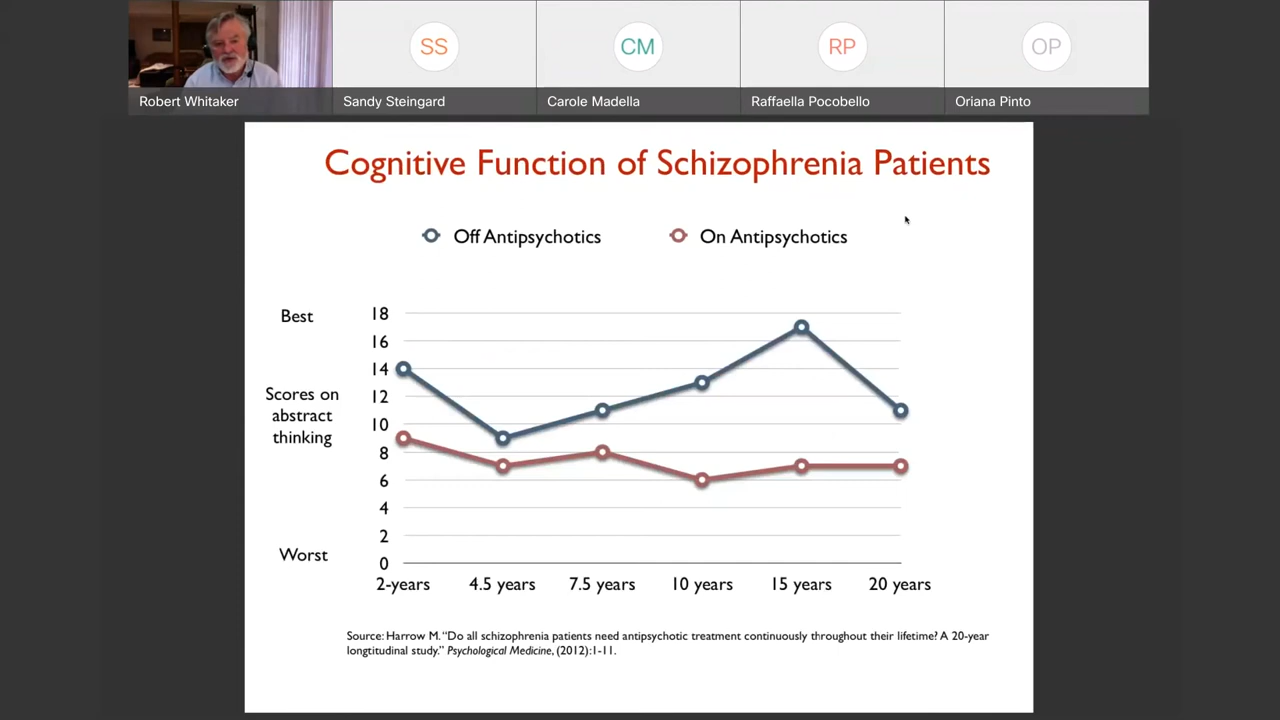 SS
CM
RP
OP
Robert Whitaker
Sandy Steingard
Carole Madella
Raffaella Pocobello
Oriana Pinto
Cognitive Function of Schizophrenia Patients
Off Antipsychotics
On Antipsychotics
Best
Scores on
abstract
thinking
Worst
18
16
14
12
10
8
6
4
2
0
2-years
4.5 years
7.5 years
10 years
15 years
20 years
Source: Harrow M. “Do all schizophrenia patients need antipsychotic treatment continuously throughout their lifetime? A 20-year
longtitudinal study.” Psychological Medicine, (2012):1-11.